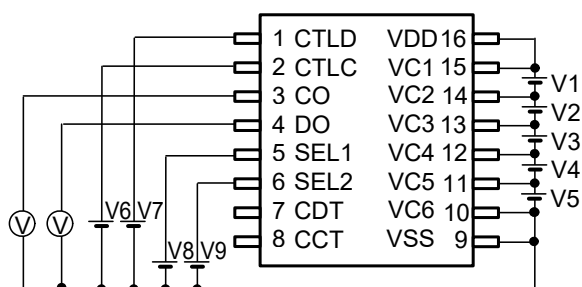 1 CTLD VDD 16
2 CTLC VC1 15
3 CO VC2 14
4 DO VC3 13
5 SEL1 VC4 12
6 SEL2 VC5 11
7 CDT VC6 10
8 CCT VSS 9
V1
V2
V3
V4
V5
V V V6 V7
V8 V9